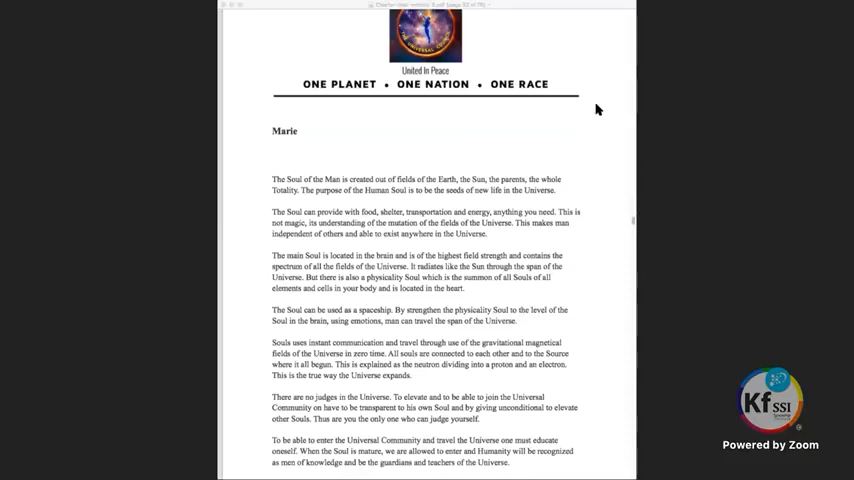 THE UNIVERSAL COUNCIL
United In Peace
ONE PLANET • ONE NATION • ONE RACE
Marie
The Soul of the Man is created out of fields of the Earth, the Sun, the parents, the whole
Totality. The purpose of the Human Soul is to be the seeds of new life in the Universe.
The Soul can provide with food, shelter, transportation and energy, anything you need. This is
not magic, its understanding of the mutation of the fields of the Universe. This makes man
independent of others and able to exist anywhere in the Universe.
The main Soul is located in the brain and is of the highest field strength and contains the
spectrum of all the fields of the Universe. It radiates like the Sun through the span of the
Universe. But there is also a physicality Soul which is the summon of all Souls of all
elements and cells in your body and is located in the heart.
The Soul can be used as a spaceship. By strengthen the physicality Soul to the level of the
Soul in the brain, using emotions, man can travel the span of the Universe.
Souls uses instant communication and travel through use of the gravitational magnetical
fields of the Universe in zero time. All souls are connected to each other and to the Source
where it all begun. This is explained as the neutron dividing into a proton and an electron.
This is the true way the Universe expands.
There are no judges in the Universe. To elevate and to be able to join the Universal
Community on have to be transparent to his own Soul and by giving unconditional to elevate
other Souls. Thus are you the only one who can judge yourself.
To be able to enter the Universal Community and travel the Universe one must educate
oneself. When the Soul is mature, we are allowed to enter and Humanity will be recognized
as men of knowledge and be the guardians and teachers of the Universe.
Kf SSI
Powered by Zoom